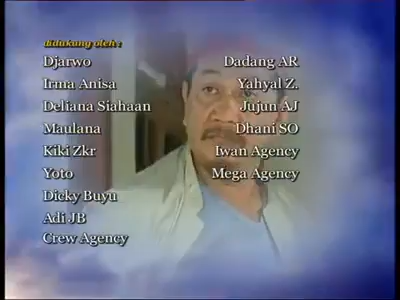 didukung oleh :
Djarwo
Irma Anisa
Deliana Siahaan
Maulana
Kiki Zkr
Yoto
Dicky Buyu
Adi JB
Crew Agency
Dadang AR
Yahyal Z.
Jujun AJ
Dhani SO
Iwan Agency
Mega Agency